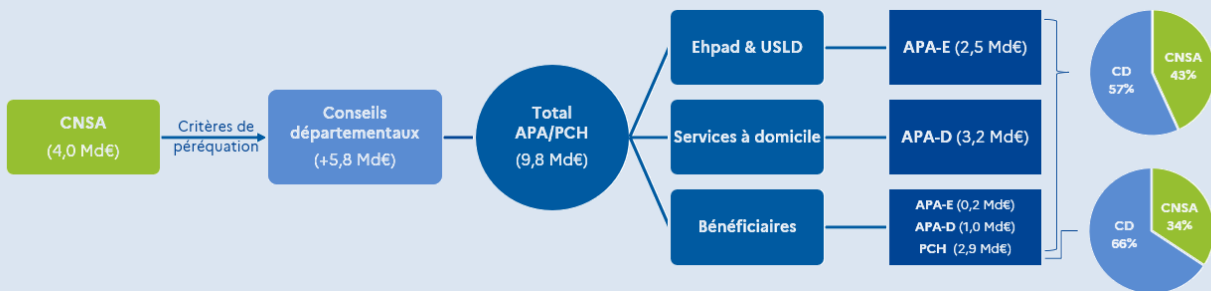 CNSA
(4,0 Md€)
Critères de
péréquation
Conseils
départementaux
(+5,8 Md€)
Total
APA/PCH
(9,8 Md€)
Ehpad & USLD
APA-E (2,5 Md€)
Services à domicile
APA-D (3,2 Md€)
Bénéficiaires
APA-E (0,2 Md€)
APA-D (1,0 Md€)
PCH (2,9 Md€)
CD
57%
CNSA
43%
CD
66%
CNSA
34%